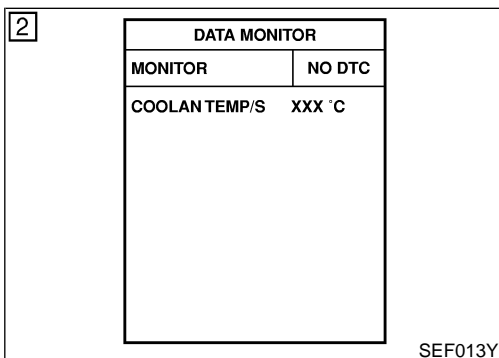 2
DATA MONITOR
MONITOR NO DTC
COOLAN TEMP/S XXX °C
SEF013Y